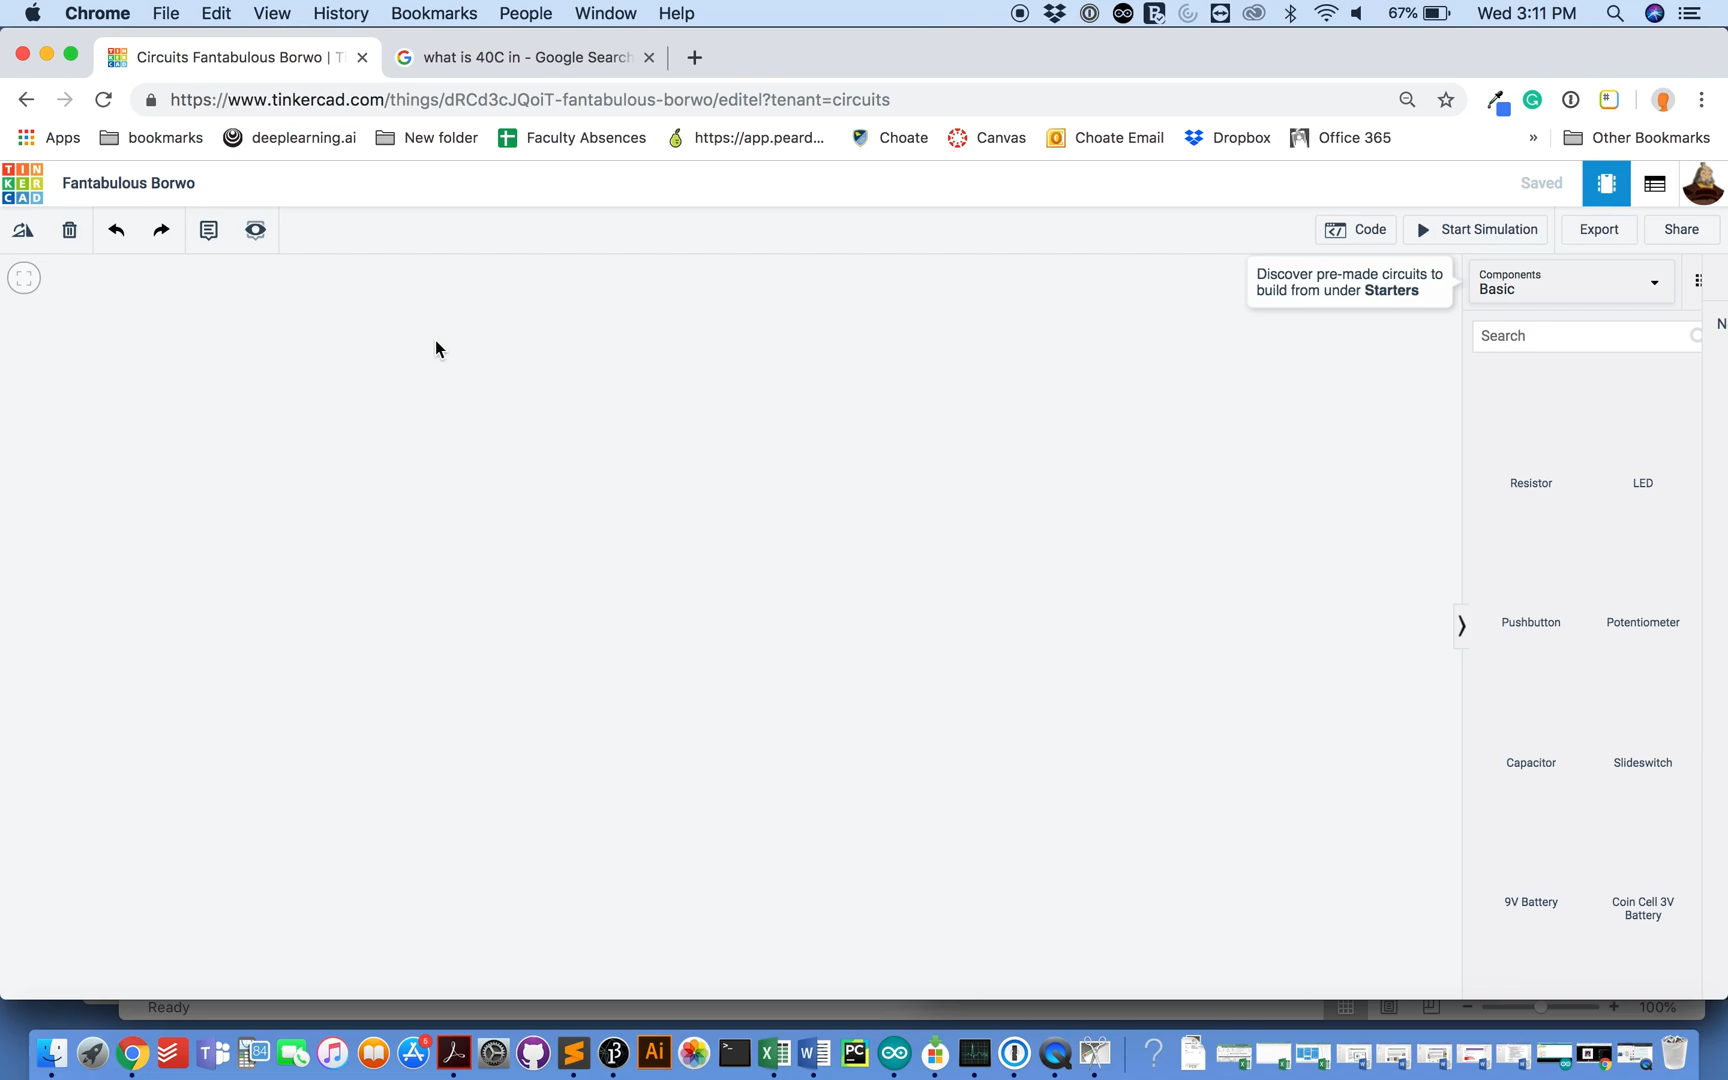 Chrome File Edit View History Bookmarks People Window Help 67% Wed 3:11 PM
Circuits Fantabulous Borwo | Ti what is 40C in - Google Search
https://www.tinkercad.com/things/dRCd3cJQoiT-fantabulous-borwo/editel?tenant=circuits
Apps bookmarks deeplearning.ai New folder Faculty Absences https://app.peard... Choate Canvas Choate Email Dropbox Office 365 » Other Bookmarks
TIN
KER
CAD
Fantabulous Borwo Saved
Code Start Simulation Export Share
Discover pre-made circuits to
build from under Starters
Components
Basic
Search
N
Resistor LED
Pushbutton Potentiometer
Capacitor Slideswitch
9V Battery Coin Cell 3V
Battery
Ready 100%